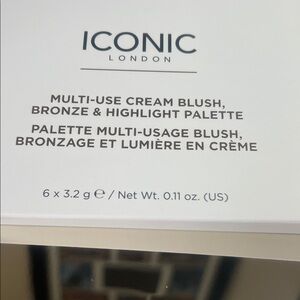 ICONIC
LONDON
MULTI-USE CREAM BLUSH,
BRONZE & HIGHLIGHT PALETTE
PALETTE MULTI-USAGE BLUSH,
BRONZAGE ET LUMIÈRE EN CRÈME
6 x 3.2 g ℮ / Net Wt. 0.11 oz. (US)